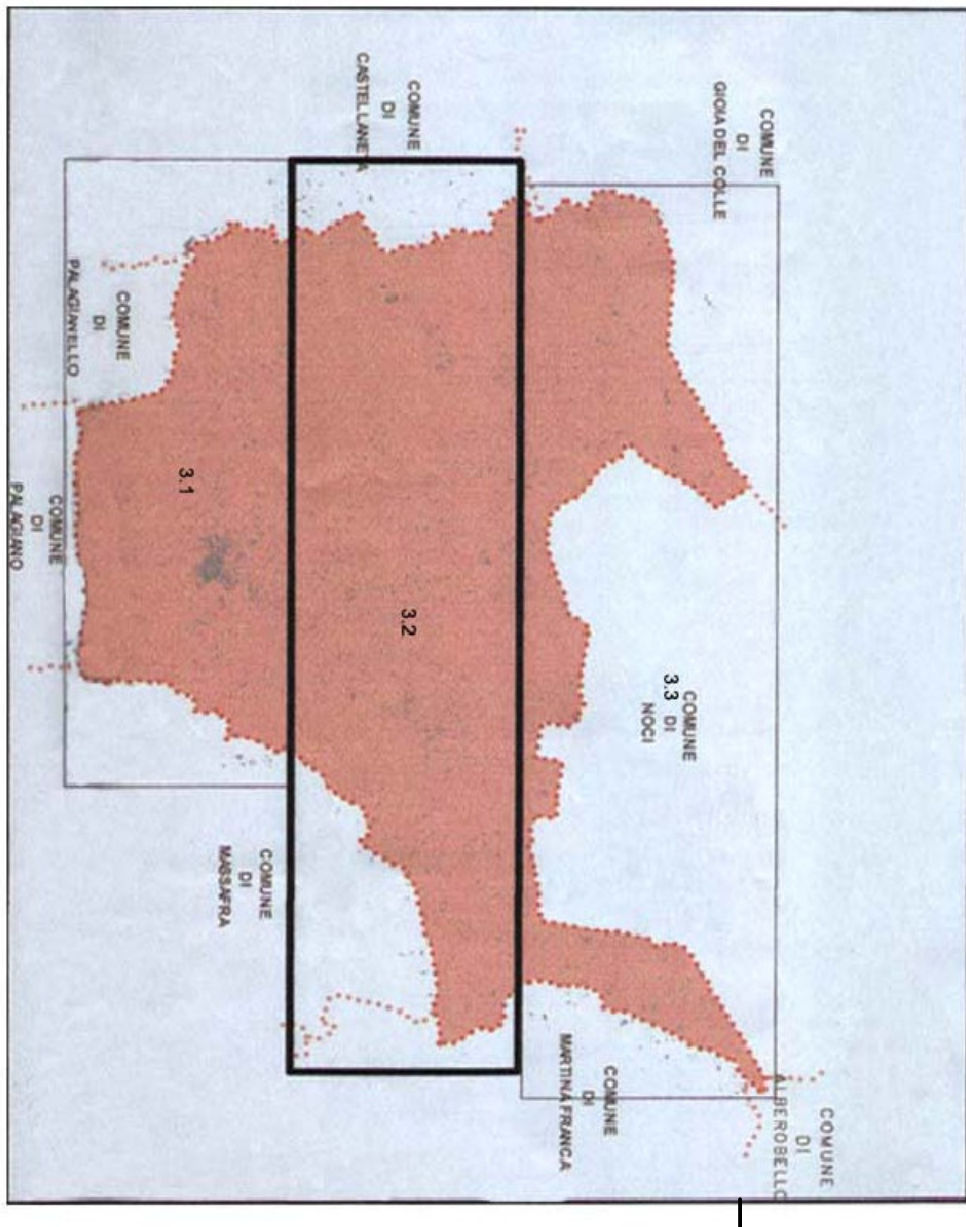 COMUNE
DI
GIOIA DEL COLLE
COMUNE
DI
CASTELLANETA
COMUNE
DI
PALAGIANELLO
COMUNE
DI
PALAGIANO
3.1
3.2
3.3
COMUNE
DI
NOCI
COMUNE
DI
MASSAFRA
COMUNE
DI
MARTINA FRANCA
COMUNE
DI
ALBEROBELLO